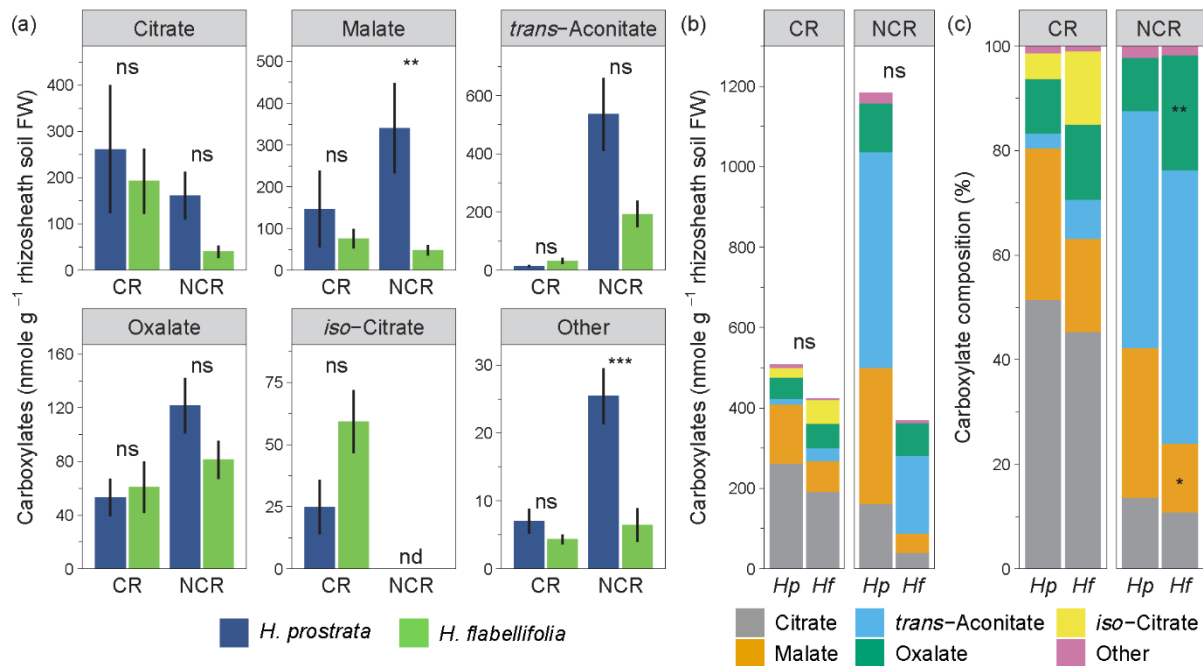 (a)
Citrate
Malate
trans−Aconitate
Carboxylates (nmole g⁻¹ rhizosheath soil FW)
400
300
200
100
0
ns
ns
CR
NCR
500
400
300
200
100
0
ns
**
CR
NCR
600
400
200
0
ns
ns
CR
NCR
Oxalate
iso−Citrate
Other
160
120
80
40
0
ns
ns
CR
NCR
75
50
25
0
ns
nd
CR
NCR
30
20
10
0
ns
***
CR
NCR
H. prostrata
H. flabellifolia
(b)
CR
NCR
Carboxylates (nmole g⁻¹ rhizosheath soil FW)
1200
1000
800
600
400
200
0
ns
ns
Hp
Hf
Hp
Hf
(c)
CR
NCR
Carboxylate composition (%)
100
80
60
40
20
0
**
*
Hp
Hf
Hp
Hf
Citrate
trans−Aconitate
iso−Citrate
Malate
Oxalate
Other